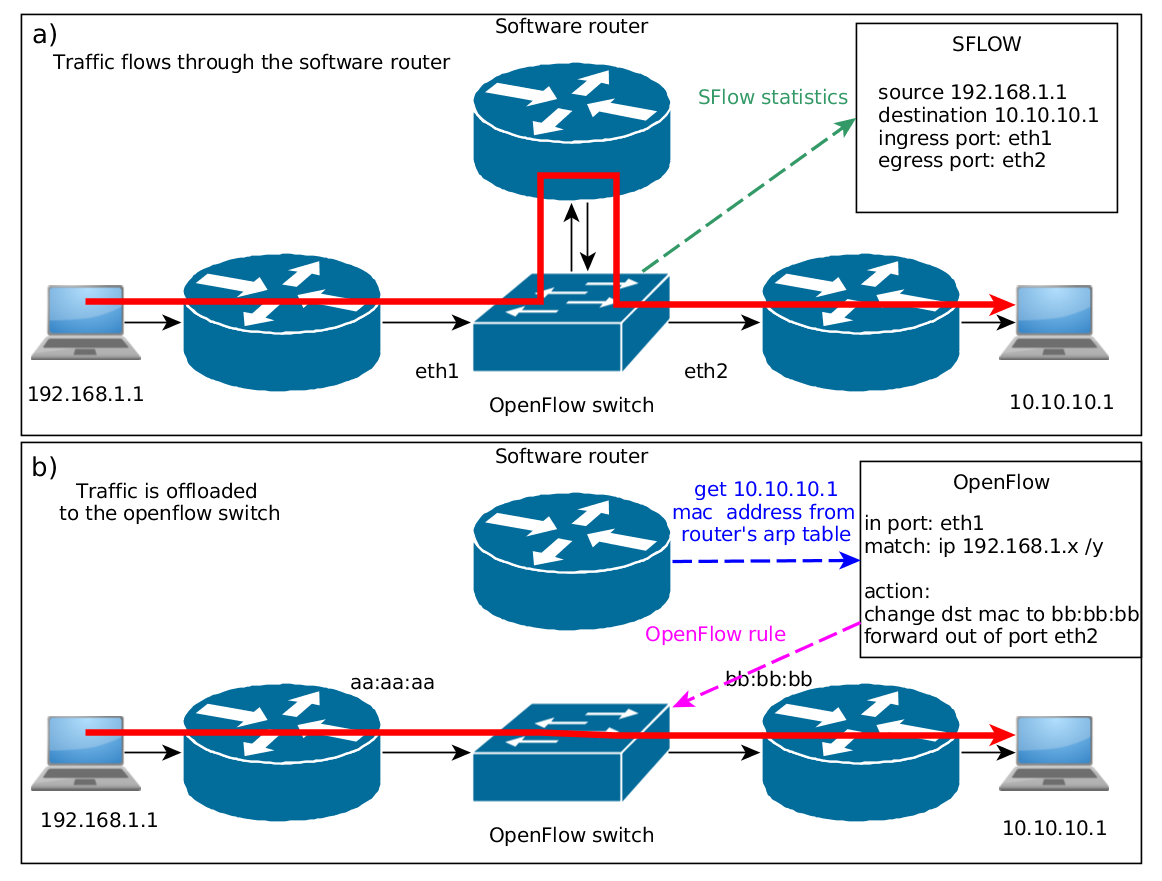 a)
Software router
Traffic flows through the software router
SFlow statistics
SFLOW
source 192.168.1.1
destination 10.10.10.1
ingress port: eth1
egress port: eth2
eth1
eth2
192.168.1.1
OpenFlow switch
10.10.10.1
b)
Software router
Traffic is offloaded
to the openflow switch
get 10.10.10.1
mac  address from
router's arp table
OpenFlow
in port: eth1
match: ip 192.168.1.x /y
action:
change dst mac to bb:bb:bb
forward out of port eth2
OpenFlow rule
aa:aa:aa
bb:bb:bb
192.168.1.1
OpenFlow switch
10.10.10.1